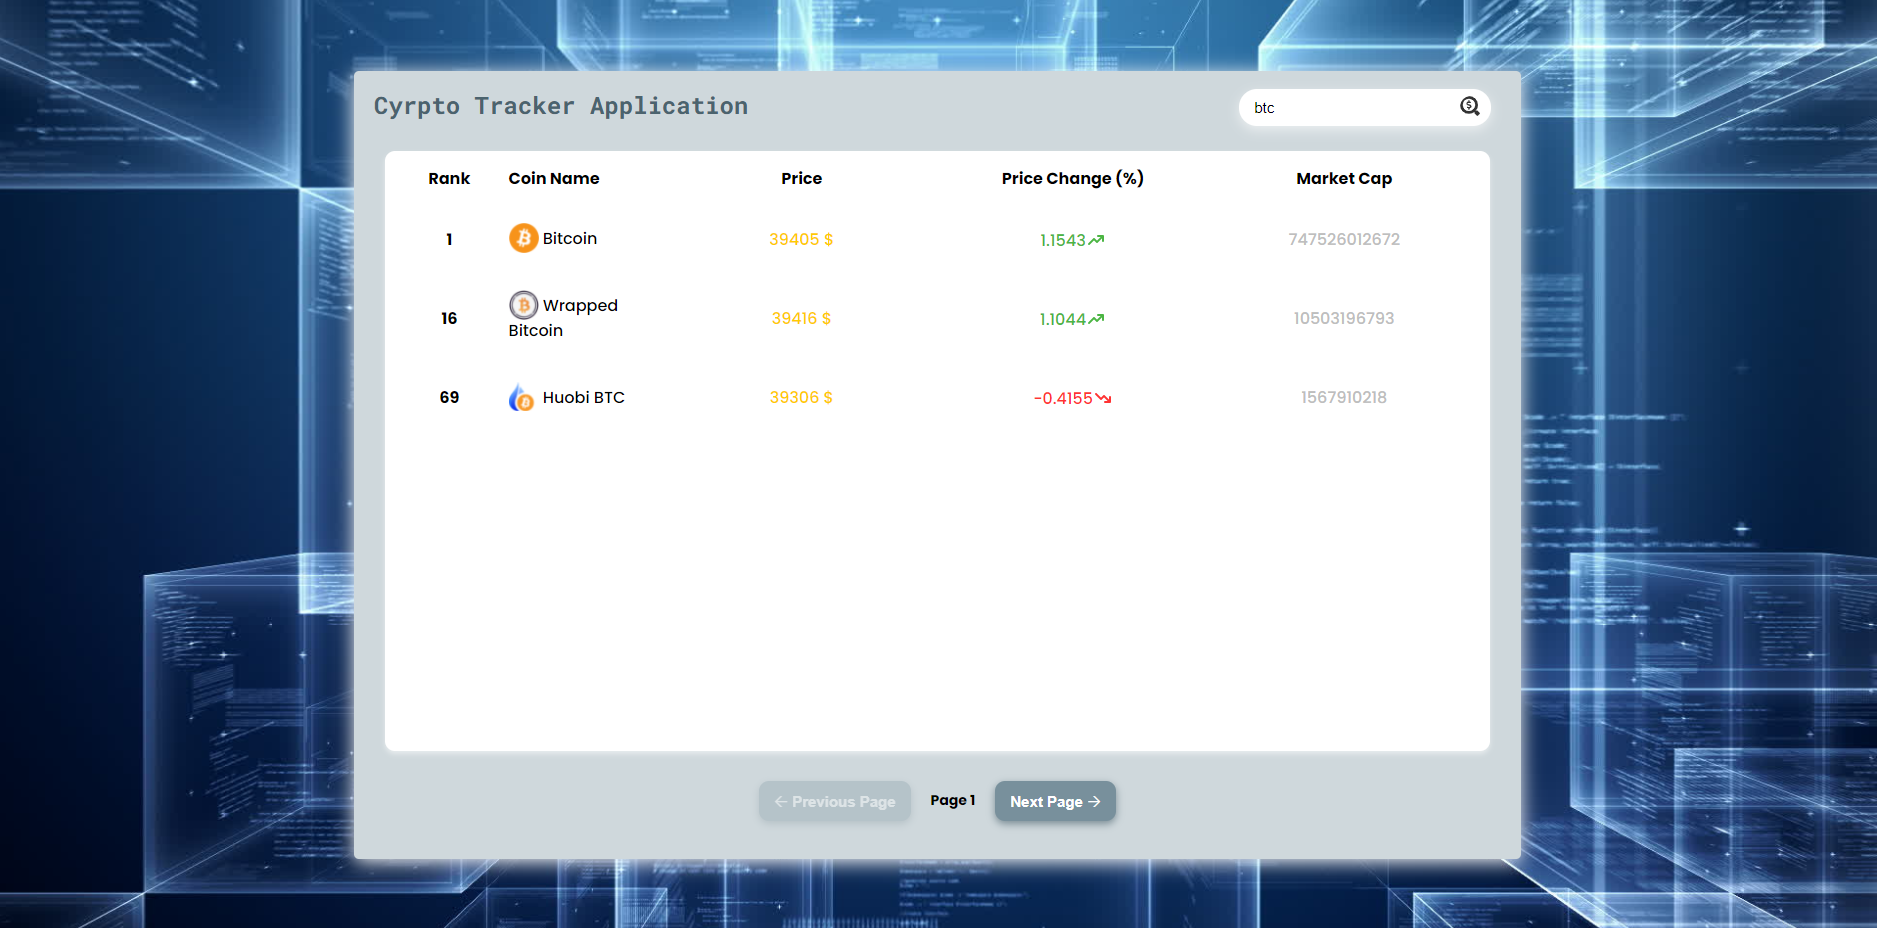 Cyrpto Tracker Application
btc
Rank Coin Name Price Price Change (%) Market Cap
1 Bitcoin 39405 $ 1.1543 747526012672
16 Wrapped Bitcoin 39416 $ 1.1044 10503196793
69 Huobi BTC 39306 $ -0.4155 1567910218
← Previous Page Page 1 Next Page →